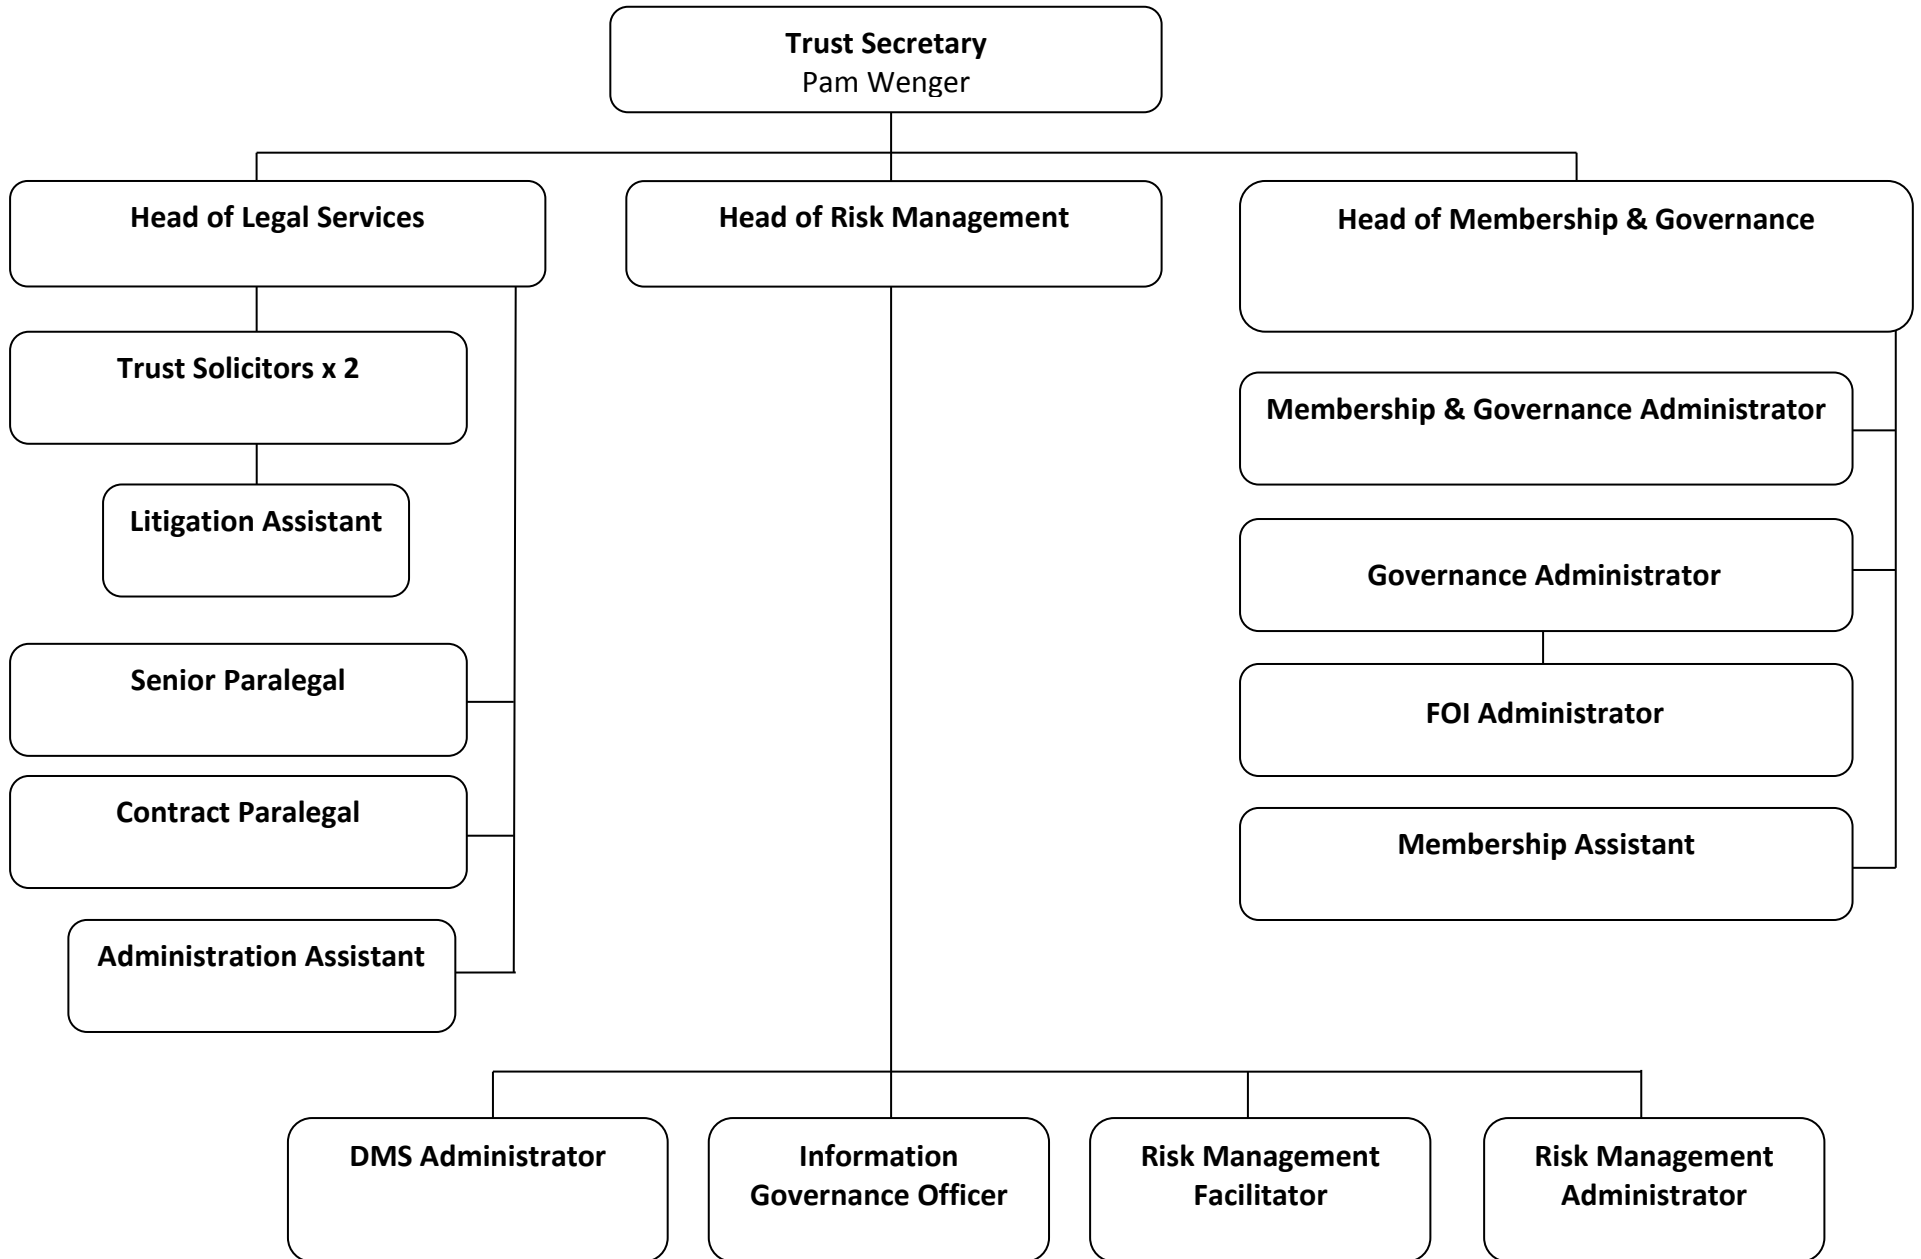 Trust Secretary
Pam Wenger
Head of Legal Services
Head of Risk Management
Head of Membership & Governance
Trust Solicitors x 2
Litigation Assistant
Senior Paralegal
Contract Paralegal
Administration Assistant
Membership & Governance Administrator
Governance Administrator
FOI Administrator
Membership Assistant
DMS Administrator
Information
Governance Officer
Risk Management
Facilitator
Risk Management
Administrator